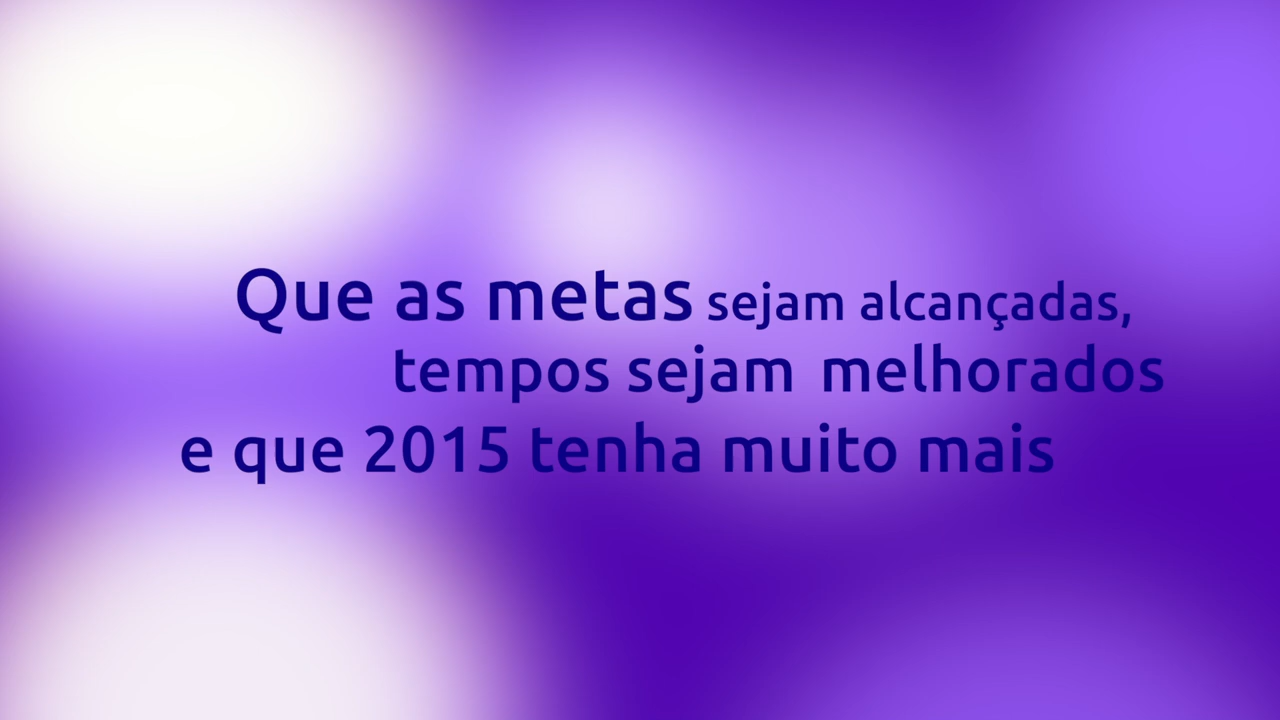 Que as metas sejam alcançadas,
tempos sejam melhorados
e que 2015 tenha muito mais